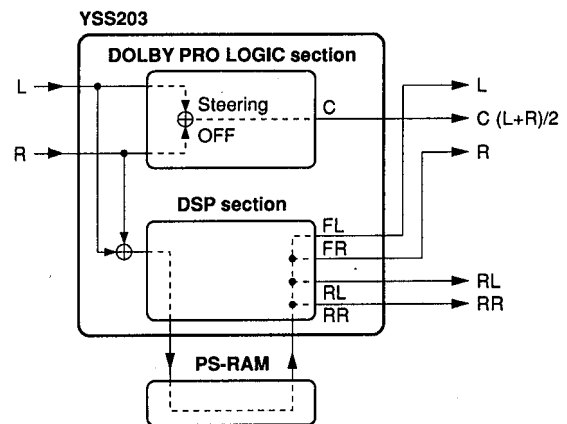 YSS203
DOLBY PRO LOGIC section
L
L
Steering
C
C (L+R)/2
OFF
R
R
DSP section
FL
FR
RL
RL
RR
RR
PS-RAM